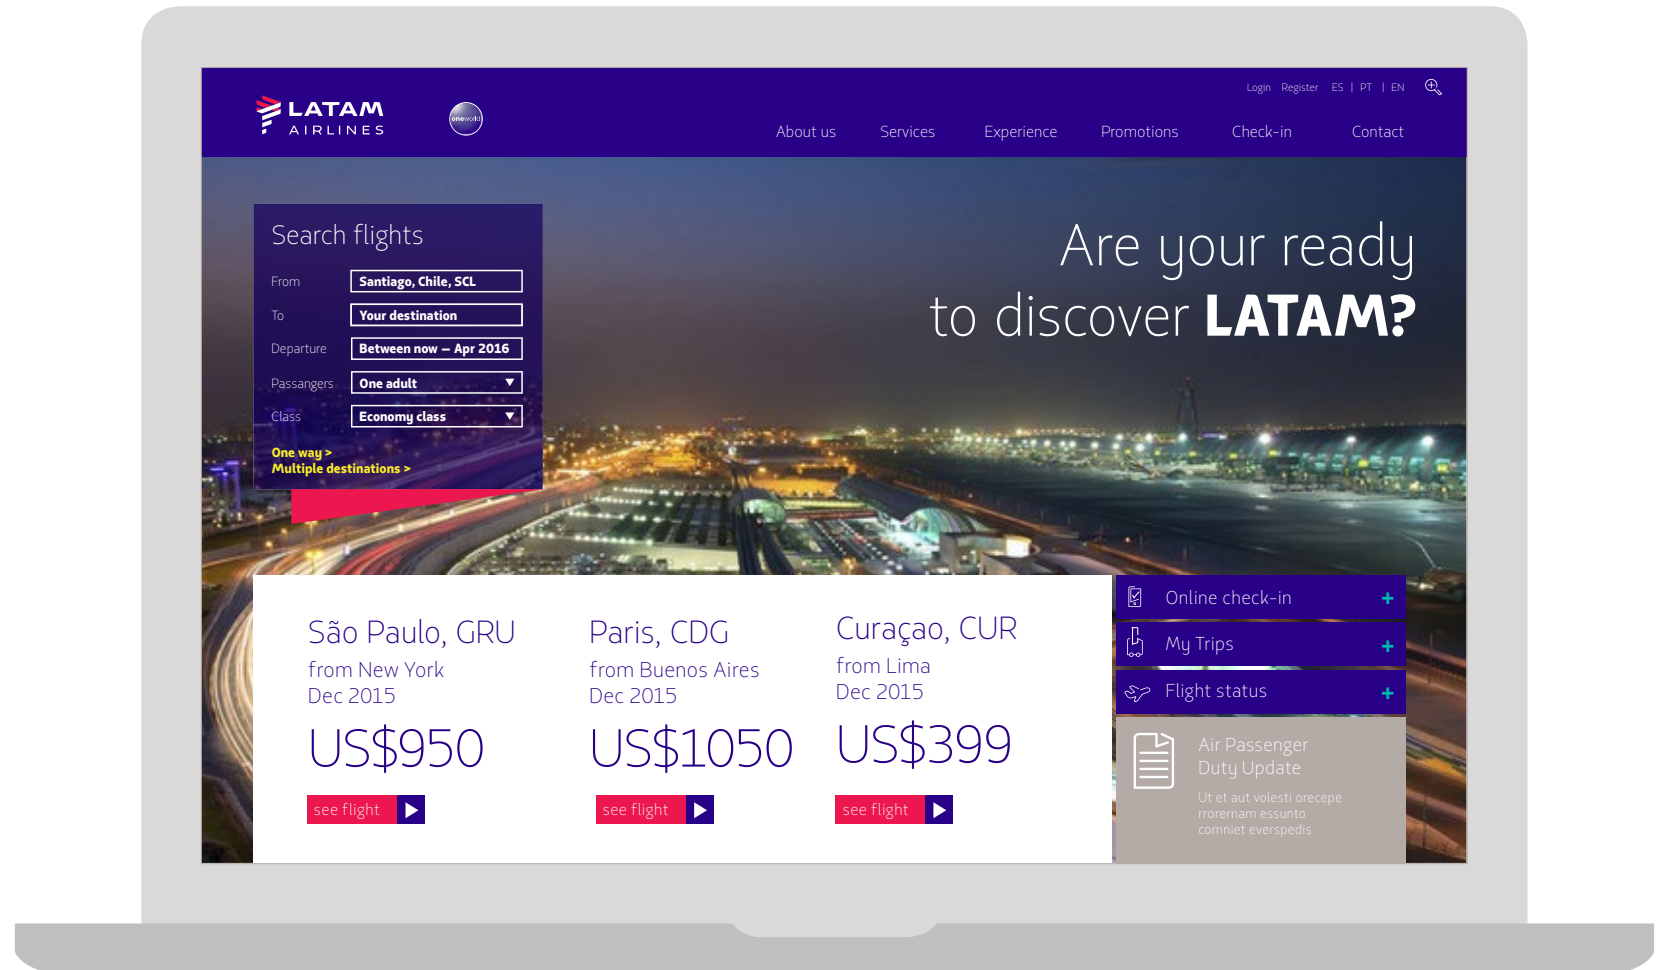 LATAM
AIRLINES
oneworld
Login Register ES | PT | EN
About us Services Experience Promotions Check-in Contact
Search flights
From Santiago, Chile, SCL
To Your destination
Departure Between now – Apr 2016
Passangers One adult
Class Economy class
One way >
Multiple destinations >
Are your ready
to discover LATAM?
São Paulo, GRU
from New York
Dec 2015
US$950
see flight
Paris, CDG
from Buenos Aires
Dec 2015
US$1050
see flight
Curaçao, CUR
from Lima
Dec 2015
US$399
see flight
Online check-in +
My Trips +
Flight status +
Air Passenger
Duty Update
Ut et aut volesti orecepe
rrorernam essunto
comniet everspedis